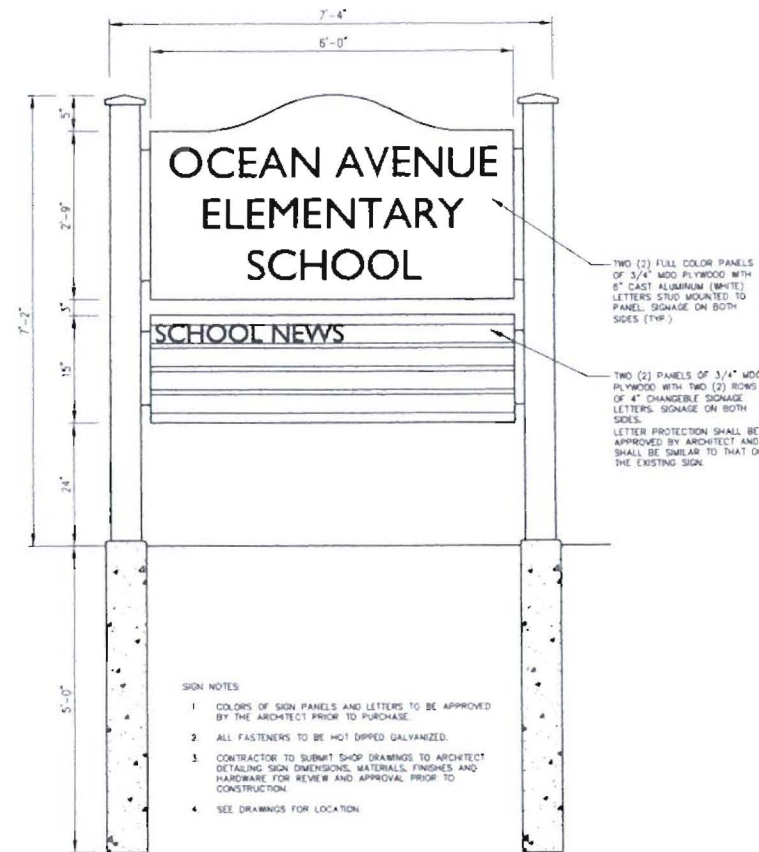 7'-4"
6'-0"
5"
2'-9"
3"
15"
24"
7'-2"
5'-0"
OCEAN AVENUE
ELEMENTARY
SCHOOL
SCHOOL NEWS
TWO (2) FULL COLOR PANELS
OF 3/4" MDO PLYWOOD WITH
6" CAST ALUMINUM (WHITE)
LETTERS STUD MOUNTED TO
PANEL. SIGNAGE ON BOTH
SIDES (TYP.)
TWO (2) PANELS OF 3/4" MDO
PLYWOOD WITH TWO (2) ROWS
OF 4" CHANGEBLE SIGNAGE
LETTERS. SIGNAGE ON BOTH
SIDES.
LETTER PROTECTION SHALL BE
APPROVED BY ARCHITECT AND
SHALL BE SIMILAR TO THAT
THE EXISTING SIGN.
SIGN NOTES
1 COLORS OF SIGN PANELS AND LETTERS TO BE APPROVED
BY THE ARCHITECT PRIOR TO PURCHASE.
2. ALL FASTENERS TO BE HOT DIPPED GALVANIZED.
3. CONTRACTOR TO SUBMIT SHOP DRAWINGS TO ARCHITECT
DETAILING SIGN DIMENSIONS, MATERIALS, FINISHES AND
HARDWARE FOR REVIEW AND APPROVAL PRIOR TO
CONSTRUCTION.
4. SEE DRAWINGS FOR LOCATION.